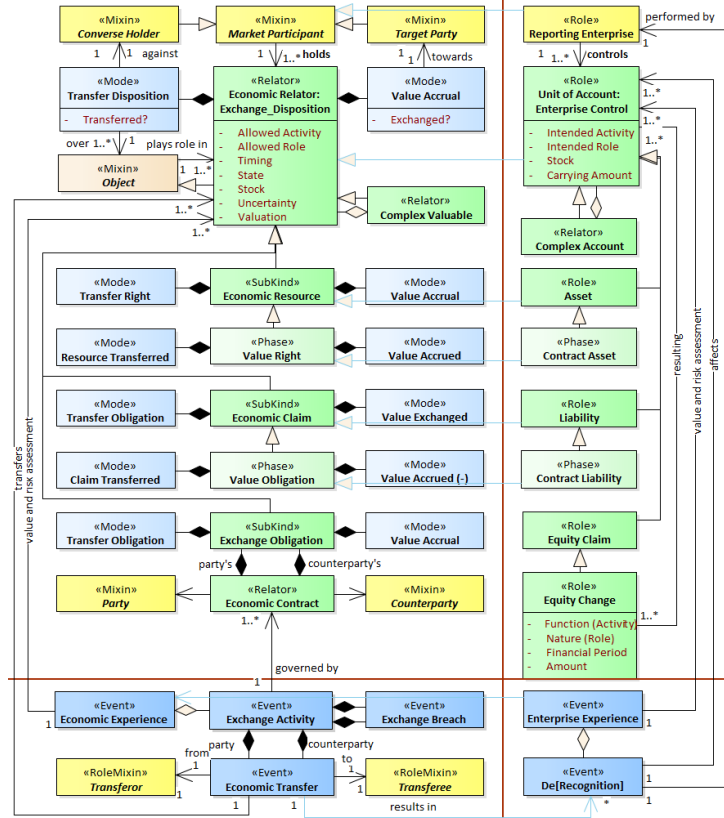 «Mixin»
Converse Holder
«Mixin»
Market Participant
«Mixin»
Target Party
«Role»
Reporting Enterprise
performed by
1
1
against
1..*
1
holds
1
1
towards
1
1..*
controls
1
«Mode»
Transfer Disposition
- Transferred?
«Relator»
Economic Relator:
Exchange_Disposition
- Allowed Activity
- Allowed Role
- Timing
- State
- Stock
- Uncertainty
- Valuation
«Mode»
Value Accrual
- Exchanged?
«Role»
Unit of Account:
Enterprise Control
- Intended Activity
- Intended Role
- Stock
- Carrying Amount
1..*
1..*
1..*
over
1..*
1
plays role in
1
1..*
«Mixin»
Object
1..*
1..*
«Relator»
Complex Valuable
«Relator»
Complex Account
«Mode»
Transfer Right
«SubKind»
Economic Resource
«Mode»
Value Accrual
«Role»
Asset
«Mode»
Resource Transferred
«Phase»
Value Right
«Mode»
Value Accrued
«Phase»
Contract Asset
«Mode»
Transfer Obligation
«SubKind»
Economic Claim
«Mode»
Value Exchanged
«Role»
Liability
«Mode»
Claim Transferred
«Phase»
Value Obligation
«Mode»
Value Accrued (-)
«Phase»
Contract Liability
transfers
value and risk assessment
resulting
value and risk assessment
affects
«Mode»
Transfer Obligation
«SubKind»
Exchange Obligation
«Mode»
Value Accrual
«Role»
Equity Claim
party's
counterparty's
«Mixin»
Party
«Relator»
Economic Contract
«Mixin»
Counterparty
«Role»
Equity Change
- Function (Activity)
- Nature (Role)
- Financial Period
- Amount
1..*
1..*
governed by
1
«Event»
Economic Experience
«Event»
Exchange Activity
«Event»
Exchange Breach
«Event»
Enterprise Experience
1
1
party
counterparty
from
1
to
1
«RoleMixin»
Transferor
«Event»
Economic Transfer
«RoleMixin»
Transferee
«Event»
De[Recognition]
1
1
1
1
1
1
results in
*